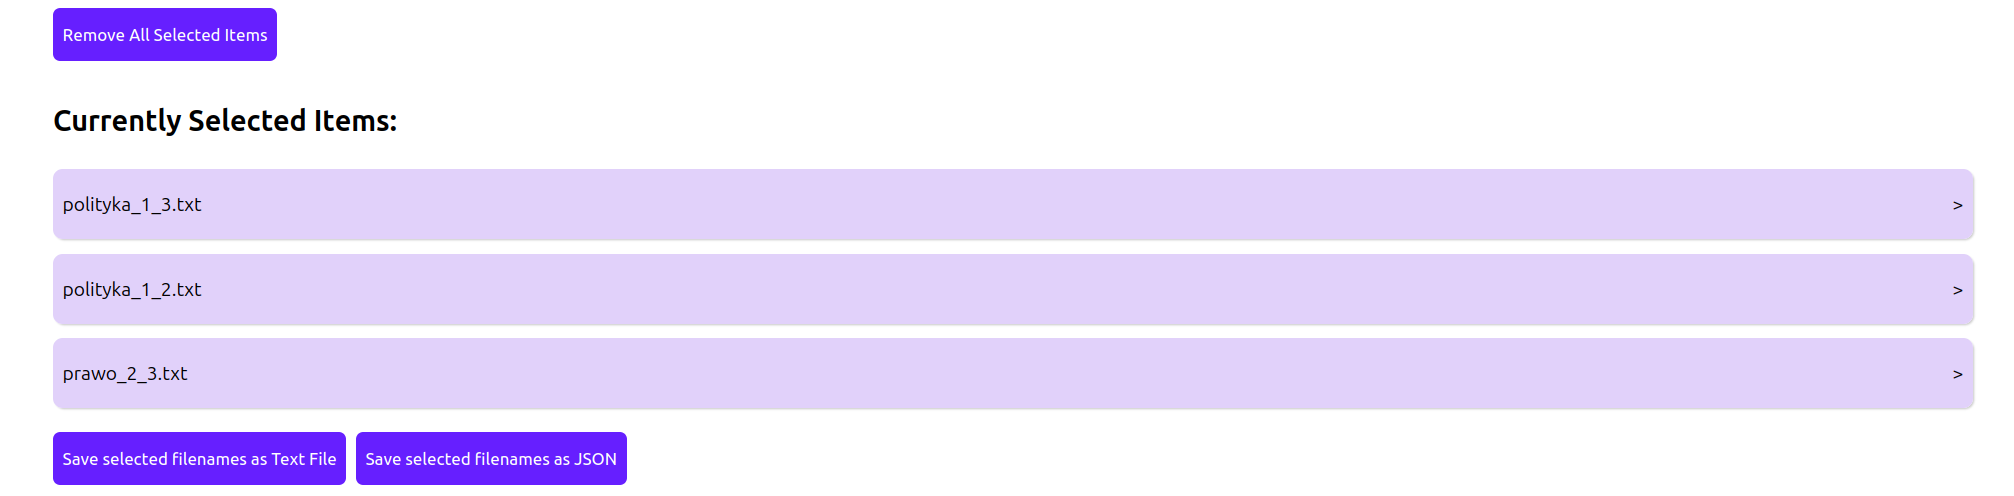 Remove All Selected Items
Currently Selected Items:
polityka_1_3.txt >
polityka_1_2.txt >
prawo_2_3.txt >
Save selected filenames as Text File Save selected filenames as JSON